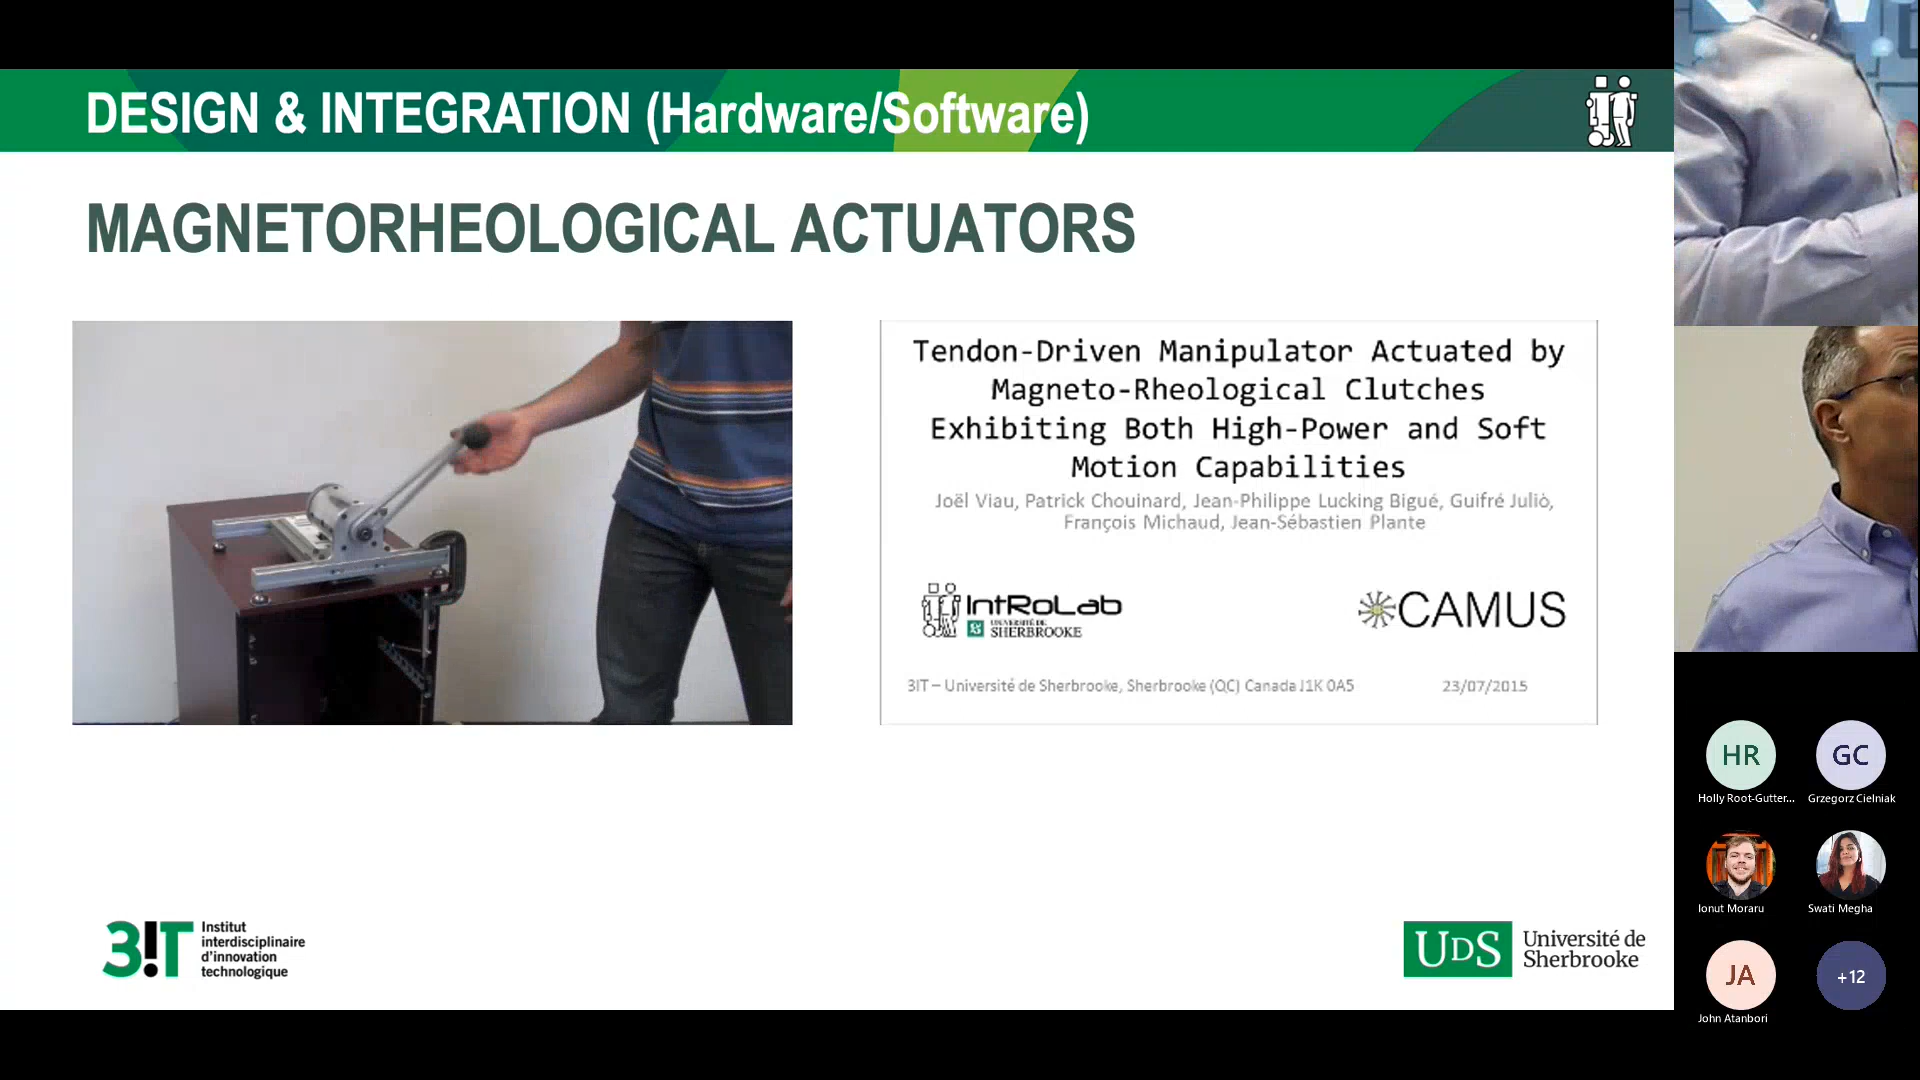 DESIGN & INTEGRATION (Hardware/Software)
MAGNETORHEOLOGICAL ACTUATORS
Tendon-Driven Manipulator Actuated by
Magneto-Rheological Clutches
Exhibiting Both High-Power and Soft
Motion Capabilities
Joël Viau, Patrick Chouinard, Jean-Philippe Lucking Bigué, Guifré Julió,
François Michaud, Jean-Sébastien Plante
IntRoLab
UNIVERSITÉ DE
SHERBROOKE
CAMUS
3IT – Université de Sherbrooke, Sherbrooke (QC) Canada J1K 0A5
23/07/2015
3IT
Institut
interdisciplinaire
d'innovation
technologique
UDS
Université de
Sherbrooke
HR
Holly Root-Gutter...
GC
Grzegorz Cielniak
Ionut Moraru
Swati Megha
JA
John Atanbori
+12